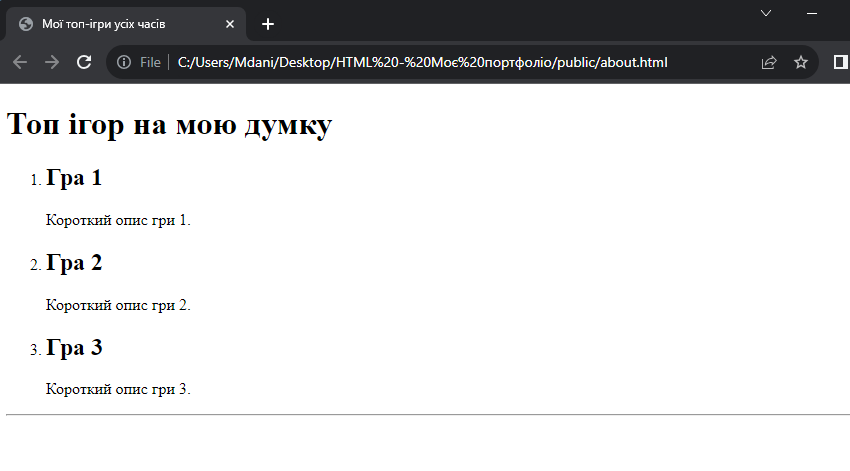 Мої топ-ігри усіх часів
File | C:/Users/Mdani/Desktop/HTML%20-%20Моє%20портфоліо/public/about.html
Топ ігор на мою думку
1. Гра 1
Короткий опис гри 1.
2. Гра 2
Короткий опис гри 2.
3. Гра 3
Короткий опис гри 3.